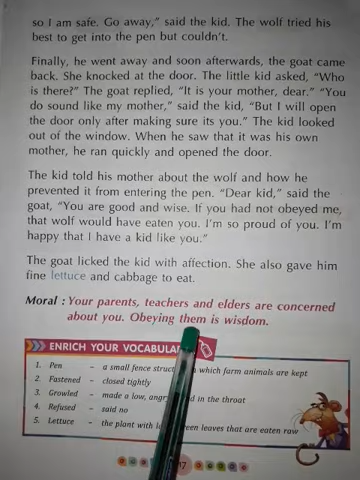 so I am safe. Go away,” said the kid. The wolf tried his
best to get into the pen but couldn’t.
Finally, he went away and soon afterwards, the goat came
back. She knocked at the door. The little kid asked, “Who
is there?” The goat replied, “It is your mother, dear.” “You
do sound like my mother,” said the kid, “But I will open
the door only after making sure its you.” The kid looked
out of the window. When he saw that it was his own
mother, he ran quickly and opened the door.
The kid told his mother about the wolf and how he
prevented it from entering the pen. “Dear kid,” said the
goat, “You are good and wise. If you had not obeyed me,
that wolf would have eaten you. I’m so proud of you. I’m
happy that I have a kid like you.”
The goat licked the kid with affection. She also gave him
fine lettuce and cabbage to eat.
Moral : Your parents, teachers and elders are concerned
about you. Obeying them is wisdom.
ENRICH YOUR
1. Pen – a small fence which farm animals are kept
2. Fastened – closed tightly
3. Growled – made a low, in the throat
4. Refused – said no
5. Lettuce – the plant with leaves that are eaten raw